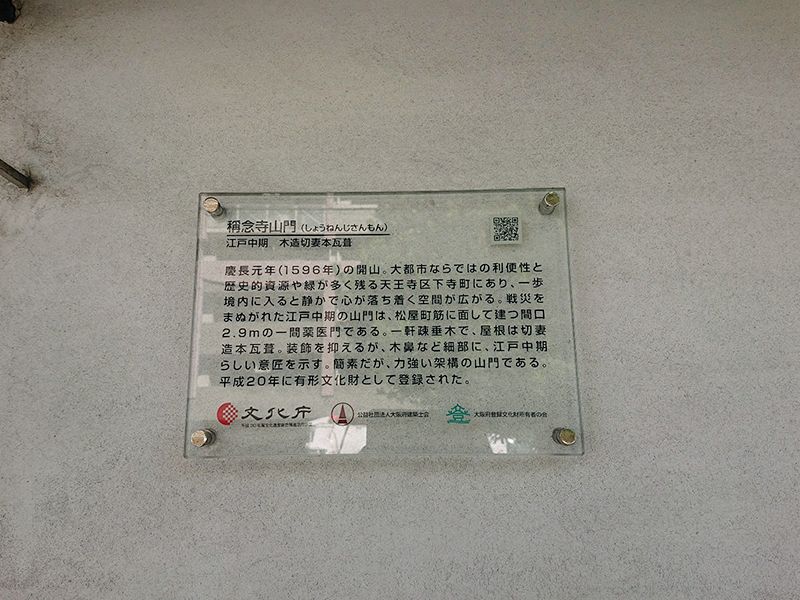 稱念寺山門(しょうねんじさんもん)
江戸中期 木造切妻本瓦葺
慶長元年(1596年)の開山。大都市ならではの利便性と
歴史的資源や緑が多く残る天王寺区下寺町にあり、一歩
境内に入ると静かで心が落ち着く空間が広がる。戦災を
まぬがれた江戸中期の山門は、松屋町筋に面して建つ間口
2.9mの一間薬医門である。一軒疎垂木で、屋根は切妻
造本瓦葺。装飾を抑えるが、木鼻など細部に、江戸中期
らしい意匠を示す。簡素だが、力強い架構の山門である。
平成20年に有形文化財として登録された。
文化庁
公益社団法人大阪府建築士会
大阪府登録文化財所有者の会